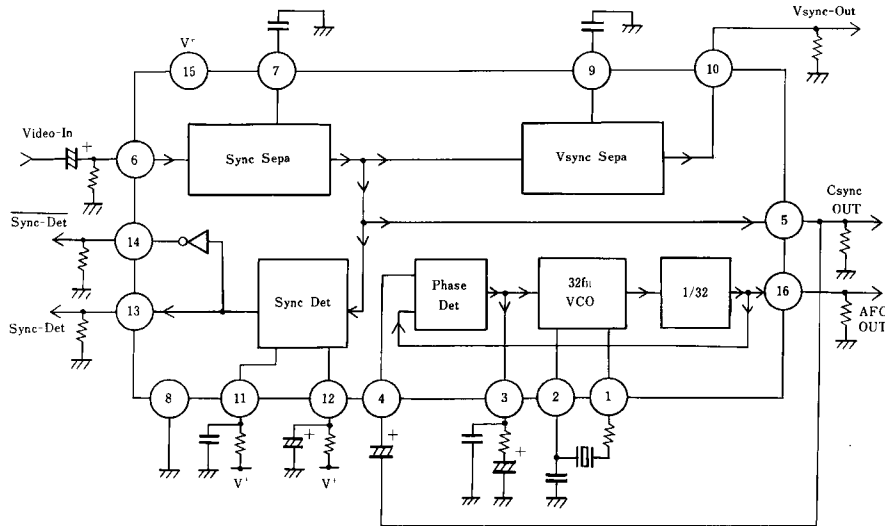 Vsync-Out
V+
15
7
9
10
Video-In
+
6
Sync Sepa
Vsync Sepa
Csync
OUT
5
Sync-Det
14
Sync Det
Phase
Det
32fH
VCO
1/32
16
AFC
OUT
Sync-Det
13
8
11
12
4
3
2
1
+
+
+
V+
V+